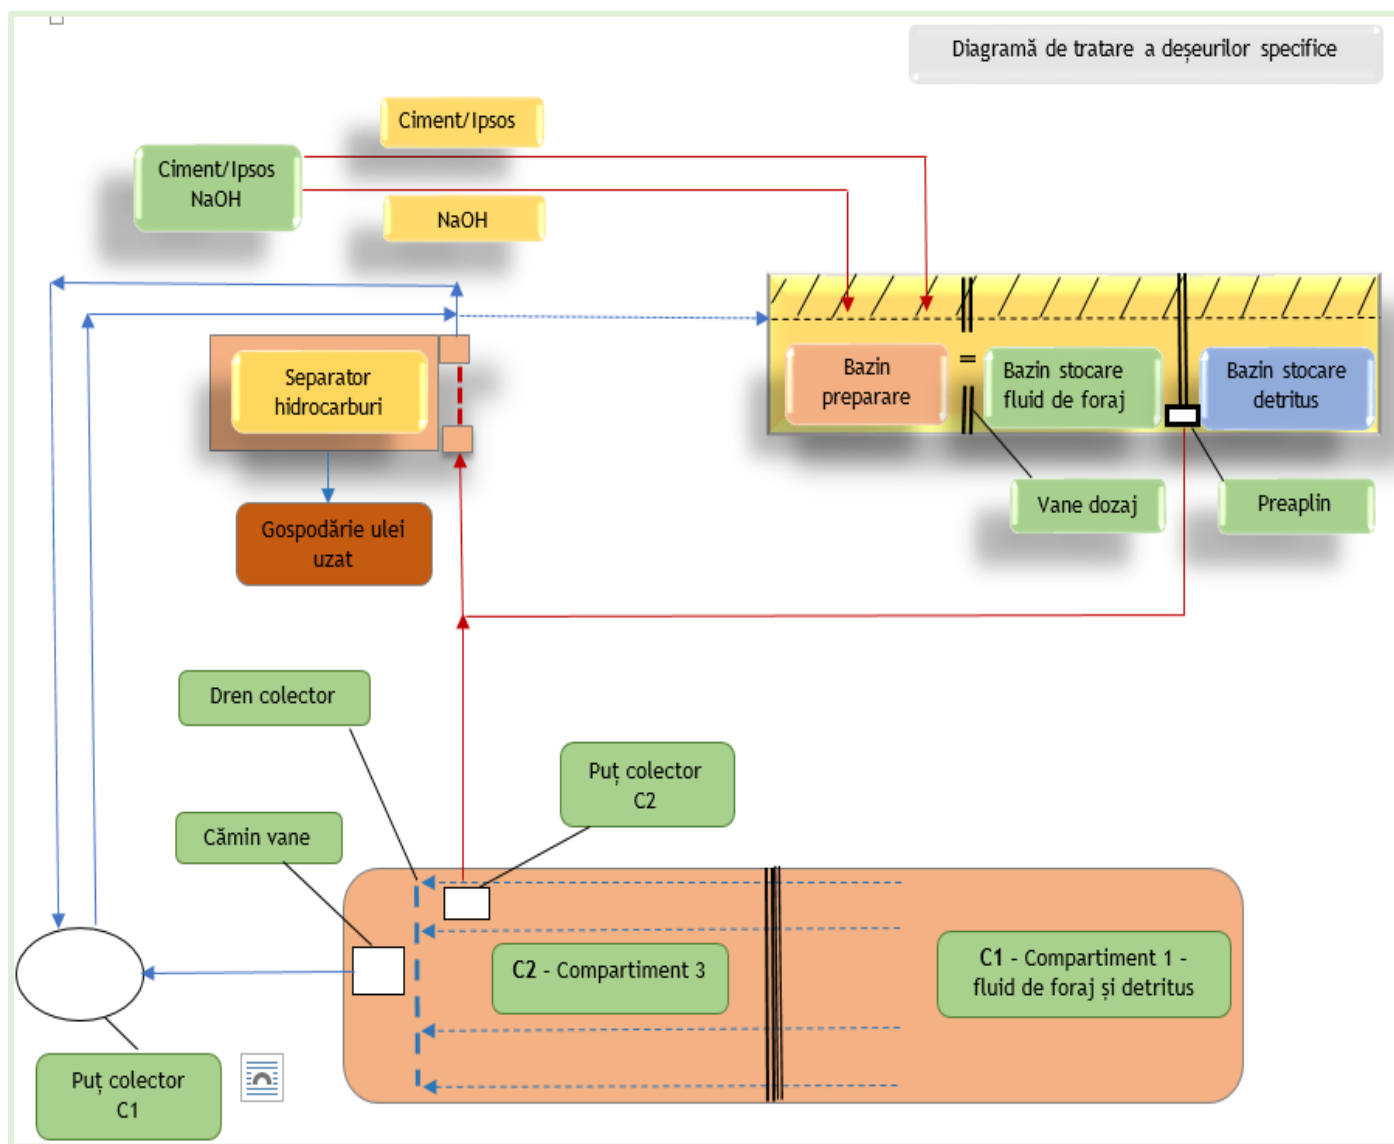 Diagramă de tratare a deșeurilor specifice
Ciment/Ipsos
Ciment/Ipsos
NaOH
NaOH
Separator
hidrocarburi
Bazin
preparare
=
Bazin stocare
fluid de foraj
Bazin stocare
detritus
Gospodărie ulei
uzat
Vane dozaj
Preaplin
Dren colector
Puț colector
C2
Cămin vane
C2 - Compartiment 3
C1 - Compartiment 1 -
fluid de foraj și detritus
Puț colector
C1